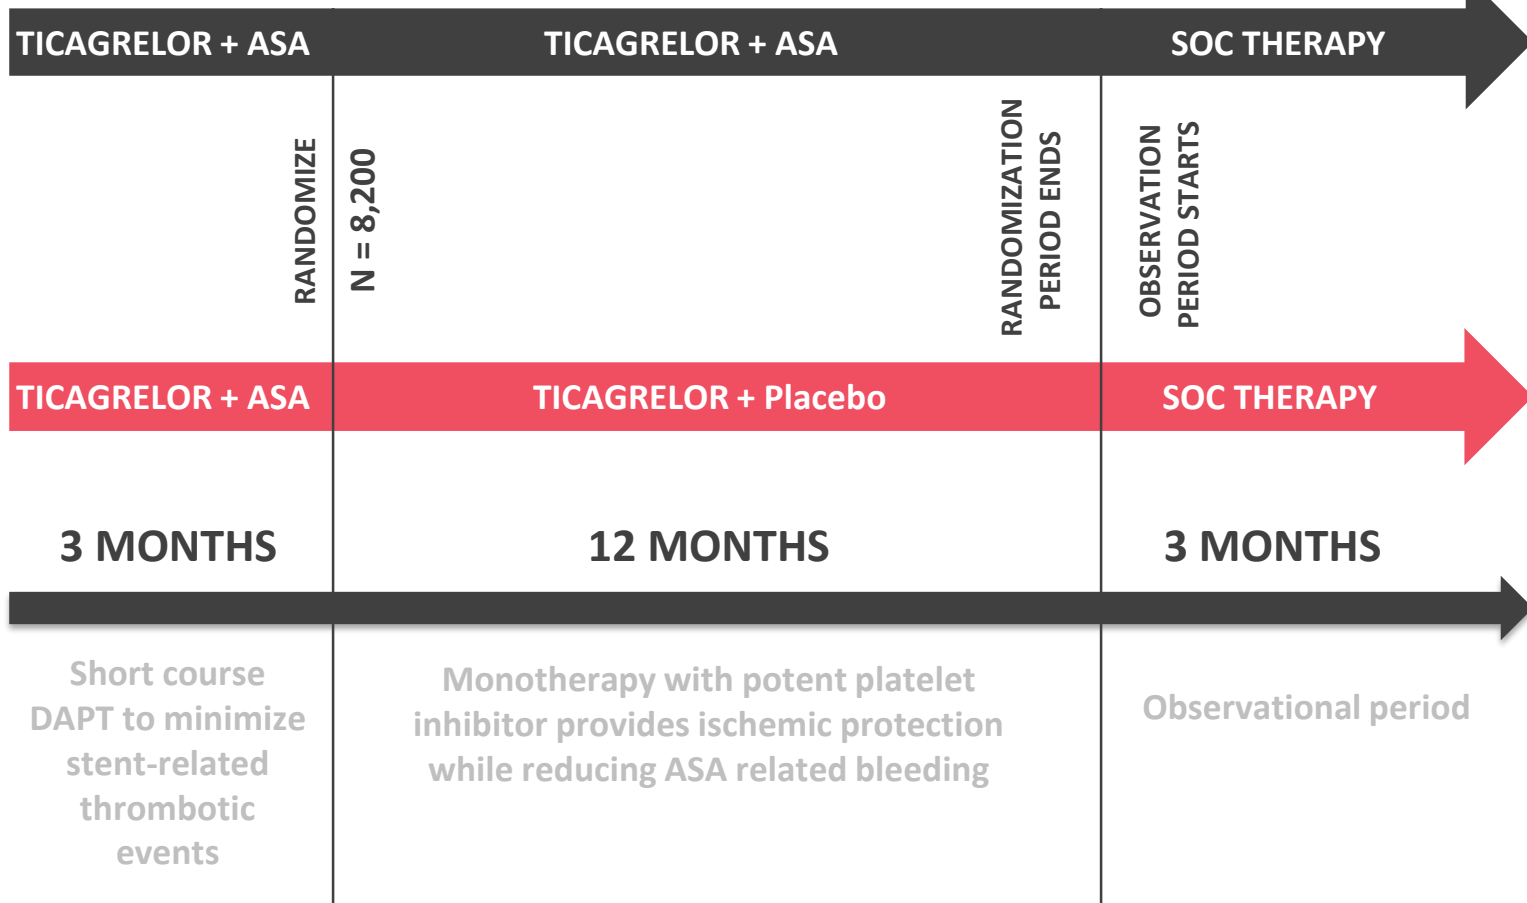 TICAGRELOR + ASA
TICAGRELOR + ASA
SOC THERAPY
RANDOMIZE
N = 8,200
RANDOMIZATION
PERIOD ENDS
OBSERVATION
PERIOD STARTS
TICAGRELOR + ASA
TICAGRELOR + Placebo
SOC THERAPY
3 MONTHS
12 MONTHS
3 MONTHS
Short course
DAPT to minimize
stent-related
thrombotic
events
Monotherapy with potent platelet
inhibitor provides ischemic protection
while reducing ASA related bleeding
Observational period